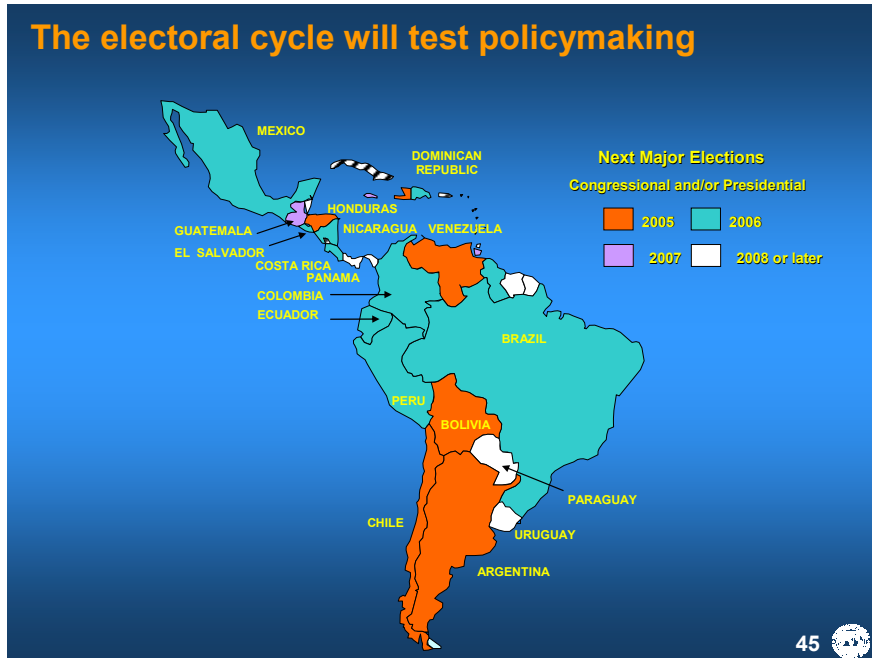 The electoral cycle will test policymaking
MEXICO
DOMINICAN
REPUBLIC
Next Major Elections
Congressional and/or Presidential
2005
2006
2007
2008 or later
HONDURAS
GUATEMALA
NICARAGUA
VENEZUELA
EL SALVADOR
COSTA RICA
PANAMA
COLOMBIA
ECUADOR
BRAZIL
PERU
BOLIVIA
PARAGUAY
CHILE
URUGUAY
ARGENTINA
45